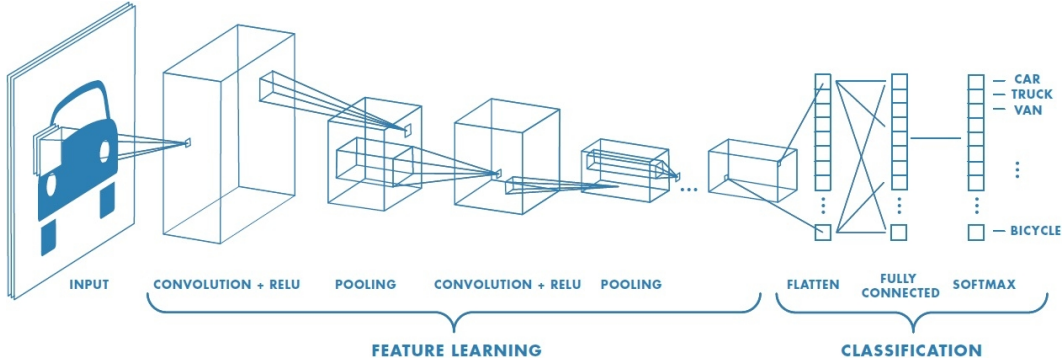 CAR
TRUCK
VAN
BICYCLE
INPUT
CONVOLUTION + RELU
POOLING
CONVOLUTION + RELU
POOLING
FLATTEN
FULLY
CONNECTED
SOFTMAX
FEATURE LEARNING
CLASSIFICATION